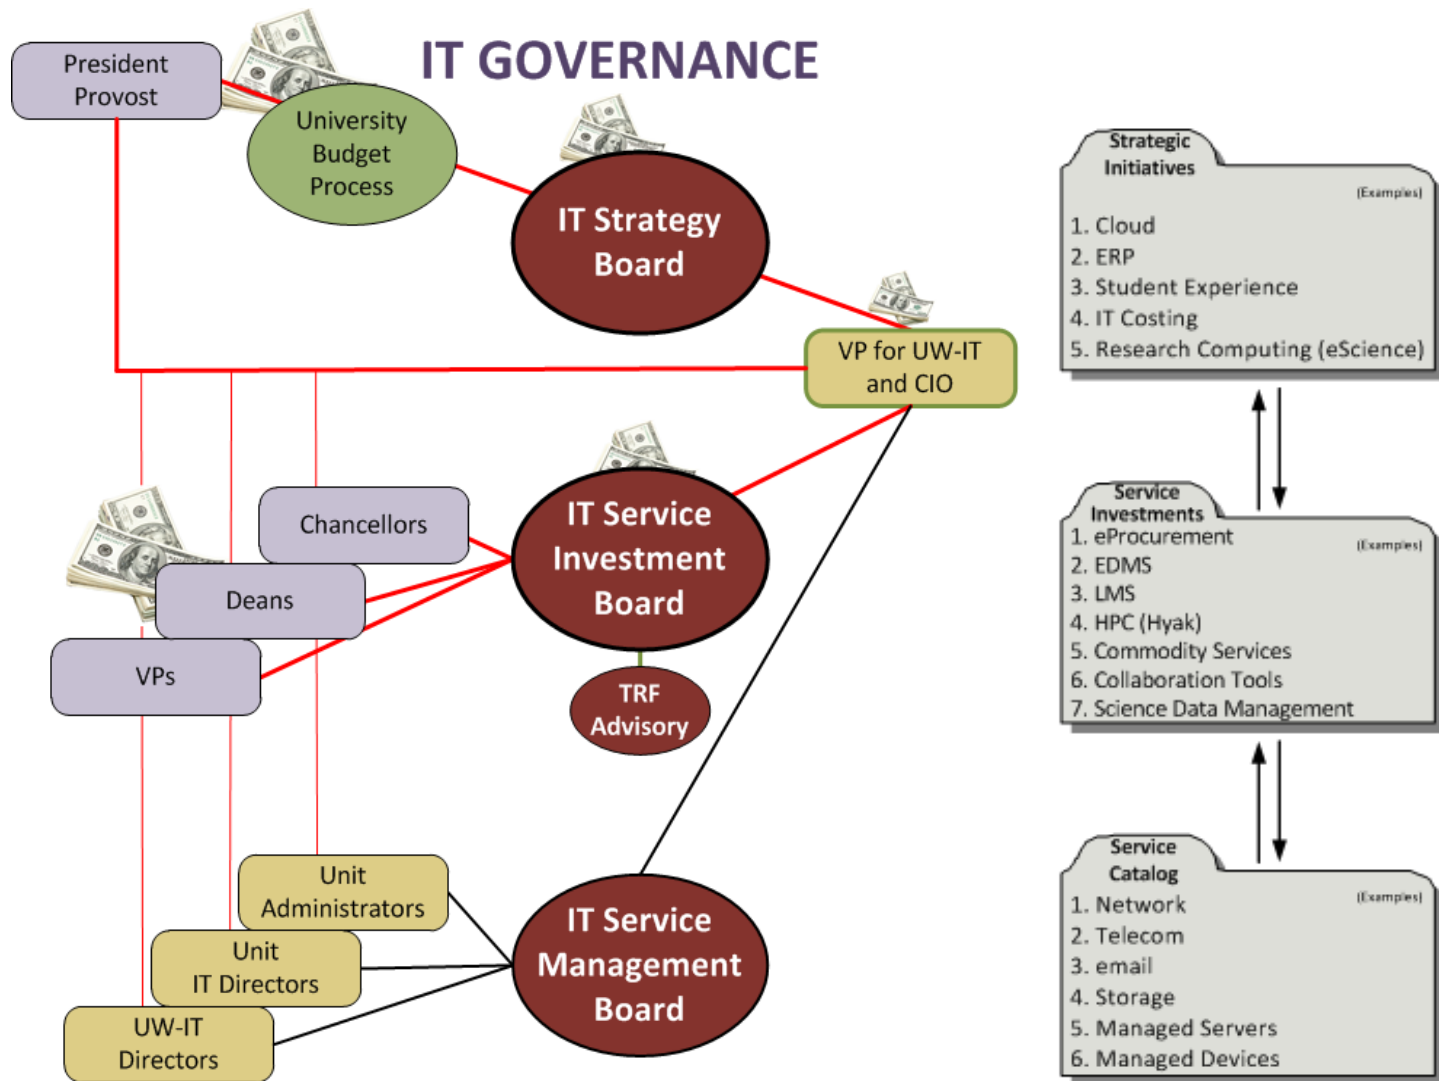 IT GOVERNANCE
President
Provost
University
Budget
Process
IT Strategy
Board
VP for UW-IT
and CIO
Chancellors
Deans
VPs
IT Service
Investment
Board
TRF
Advisory
Unit
Administrators
Unit
IT Directors
UW-IT
Directors
IT Service
Management
Board
Strategic
Initiatives
(Examples)
1. Cloud
2. ERP
3. Student Experience
4. IT Costing
5. Research Computing (eScience)
Service
Investments
(Examples)
1. eProcurement
2. EDMS
3. LMS
4. HPC (Hyak)
5. Commodity Services
6. Collaboration Tools
7. Science Data Management
Service
Catalog
(Examples)
1. Network
2. Telecom
3. email
4. Storage
5. Managed Servers
6. Managed Devices